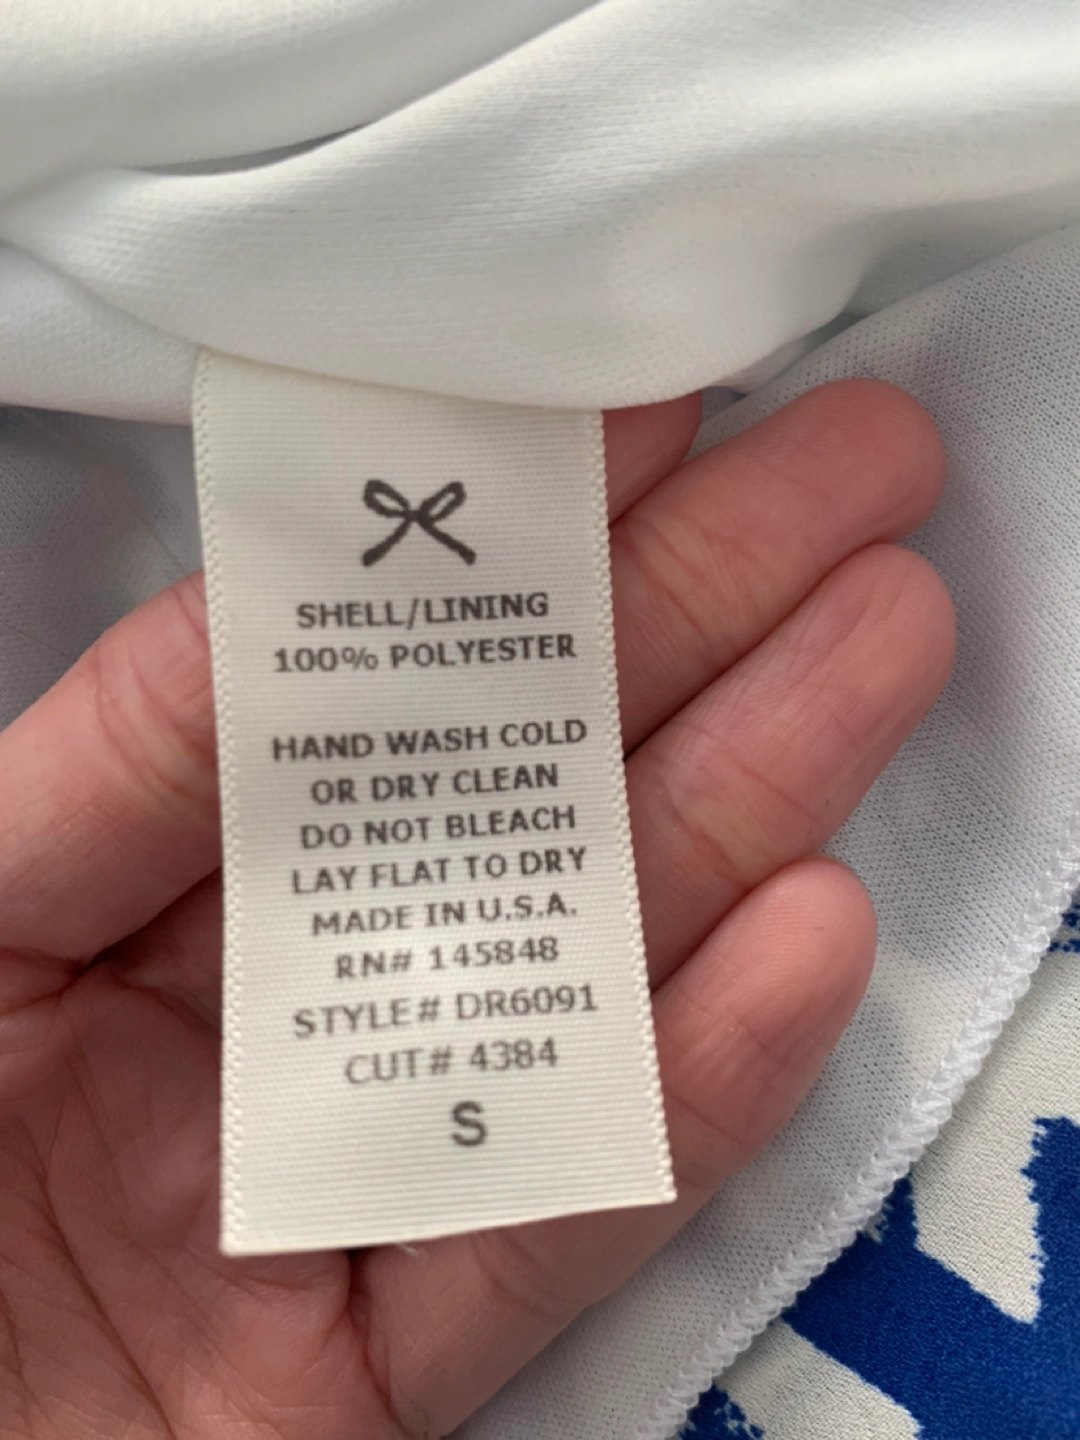 SHELL/LINING
100% POLYESTER
HAND WASH COLD
OR DRY CLEAN
DO NOT BLEACH
LAY FLAT TO DRY
MADE IN U.S.A.
RN# 145848
STYLE# DR6091
CUT# 4384
S